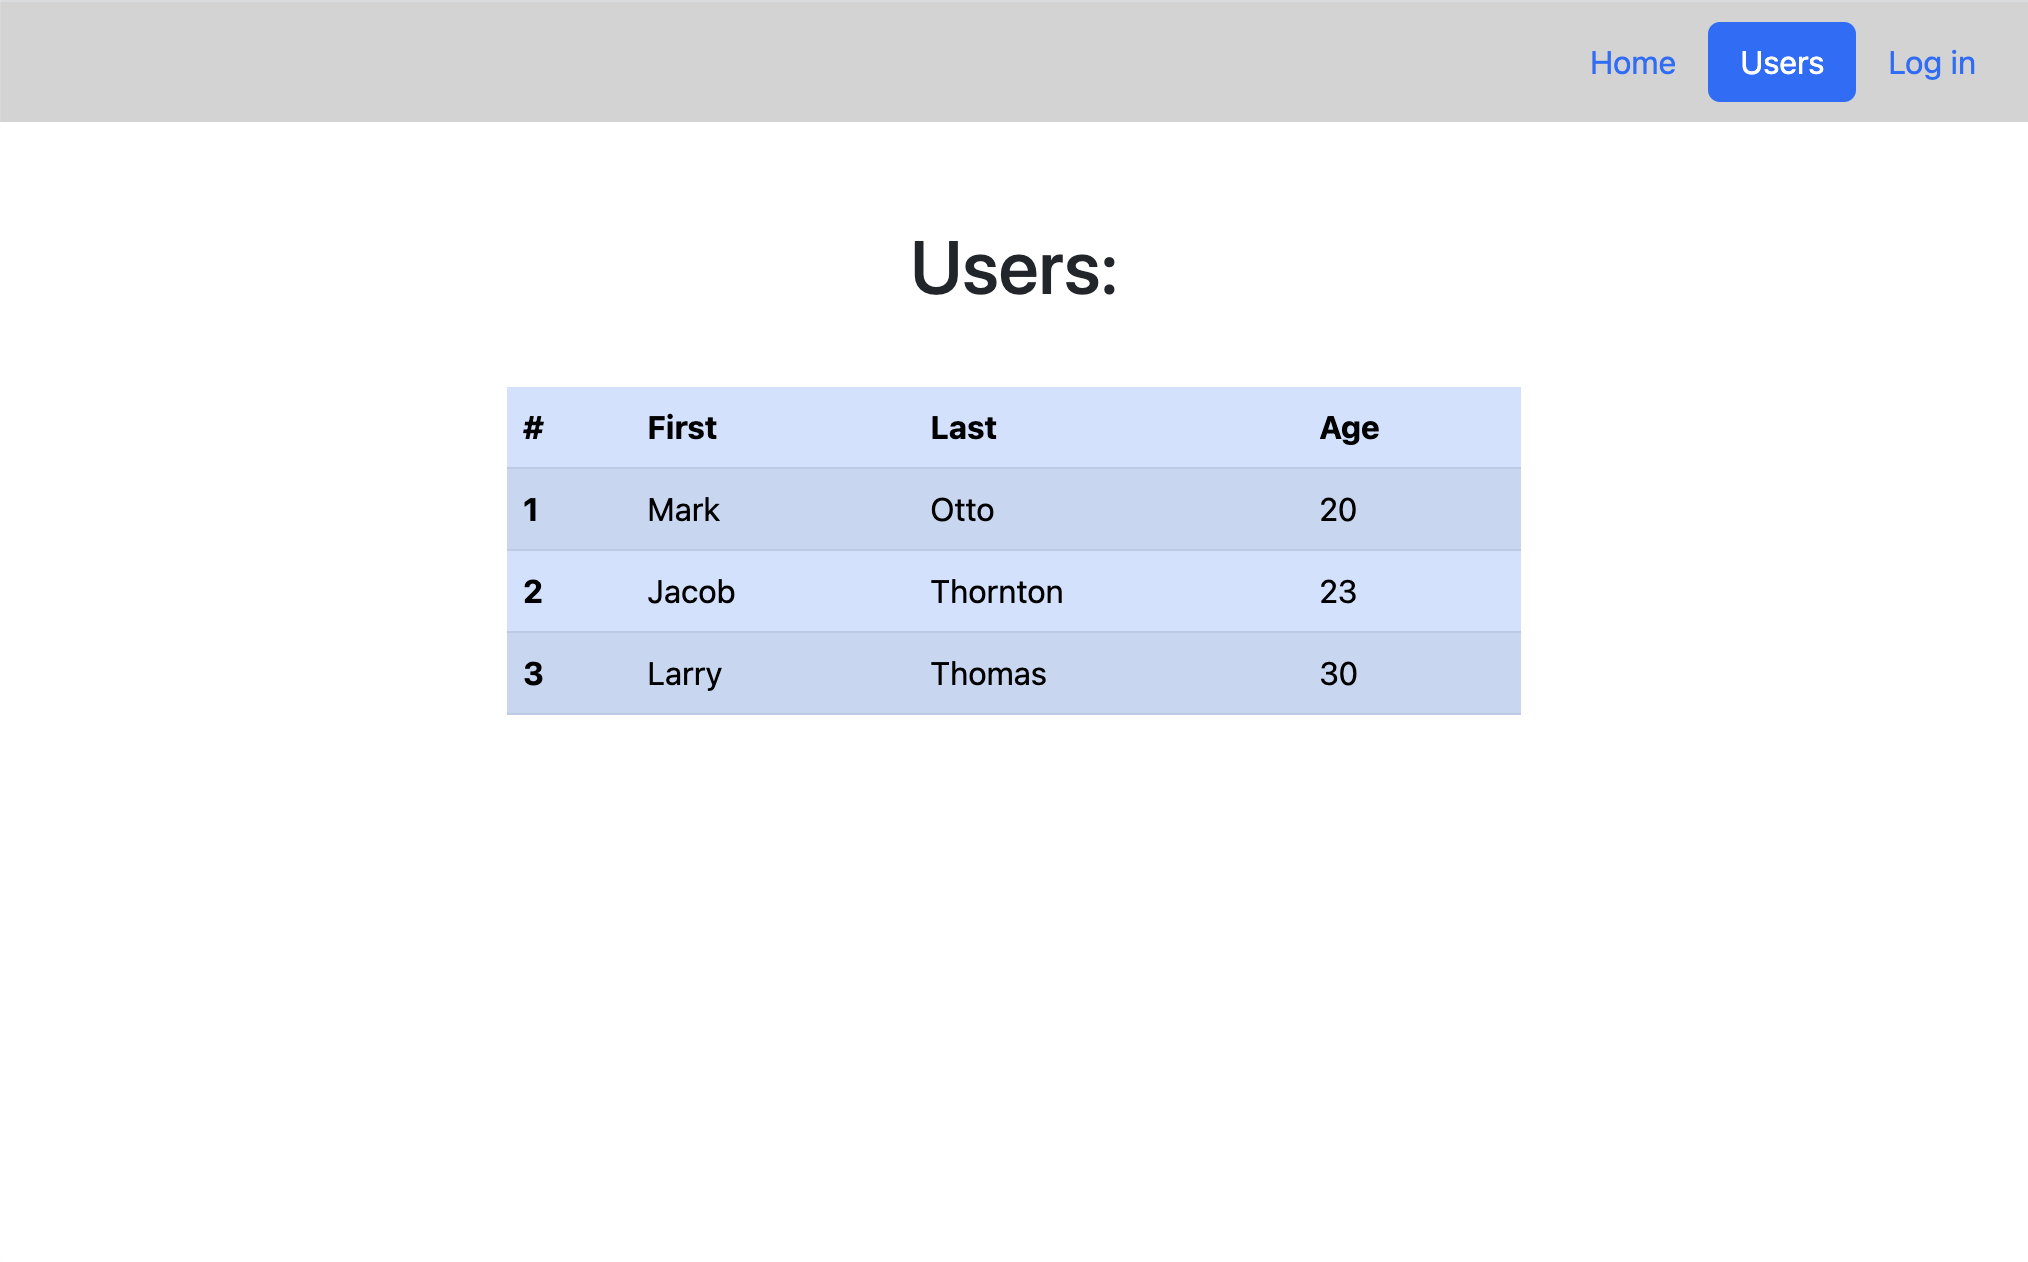 Home Users Log in
Users:
# First Last Age
1 Mark Otto 20
2 Jacob Thornton 23
3 Larry Thomas 30